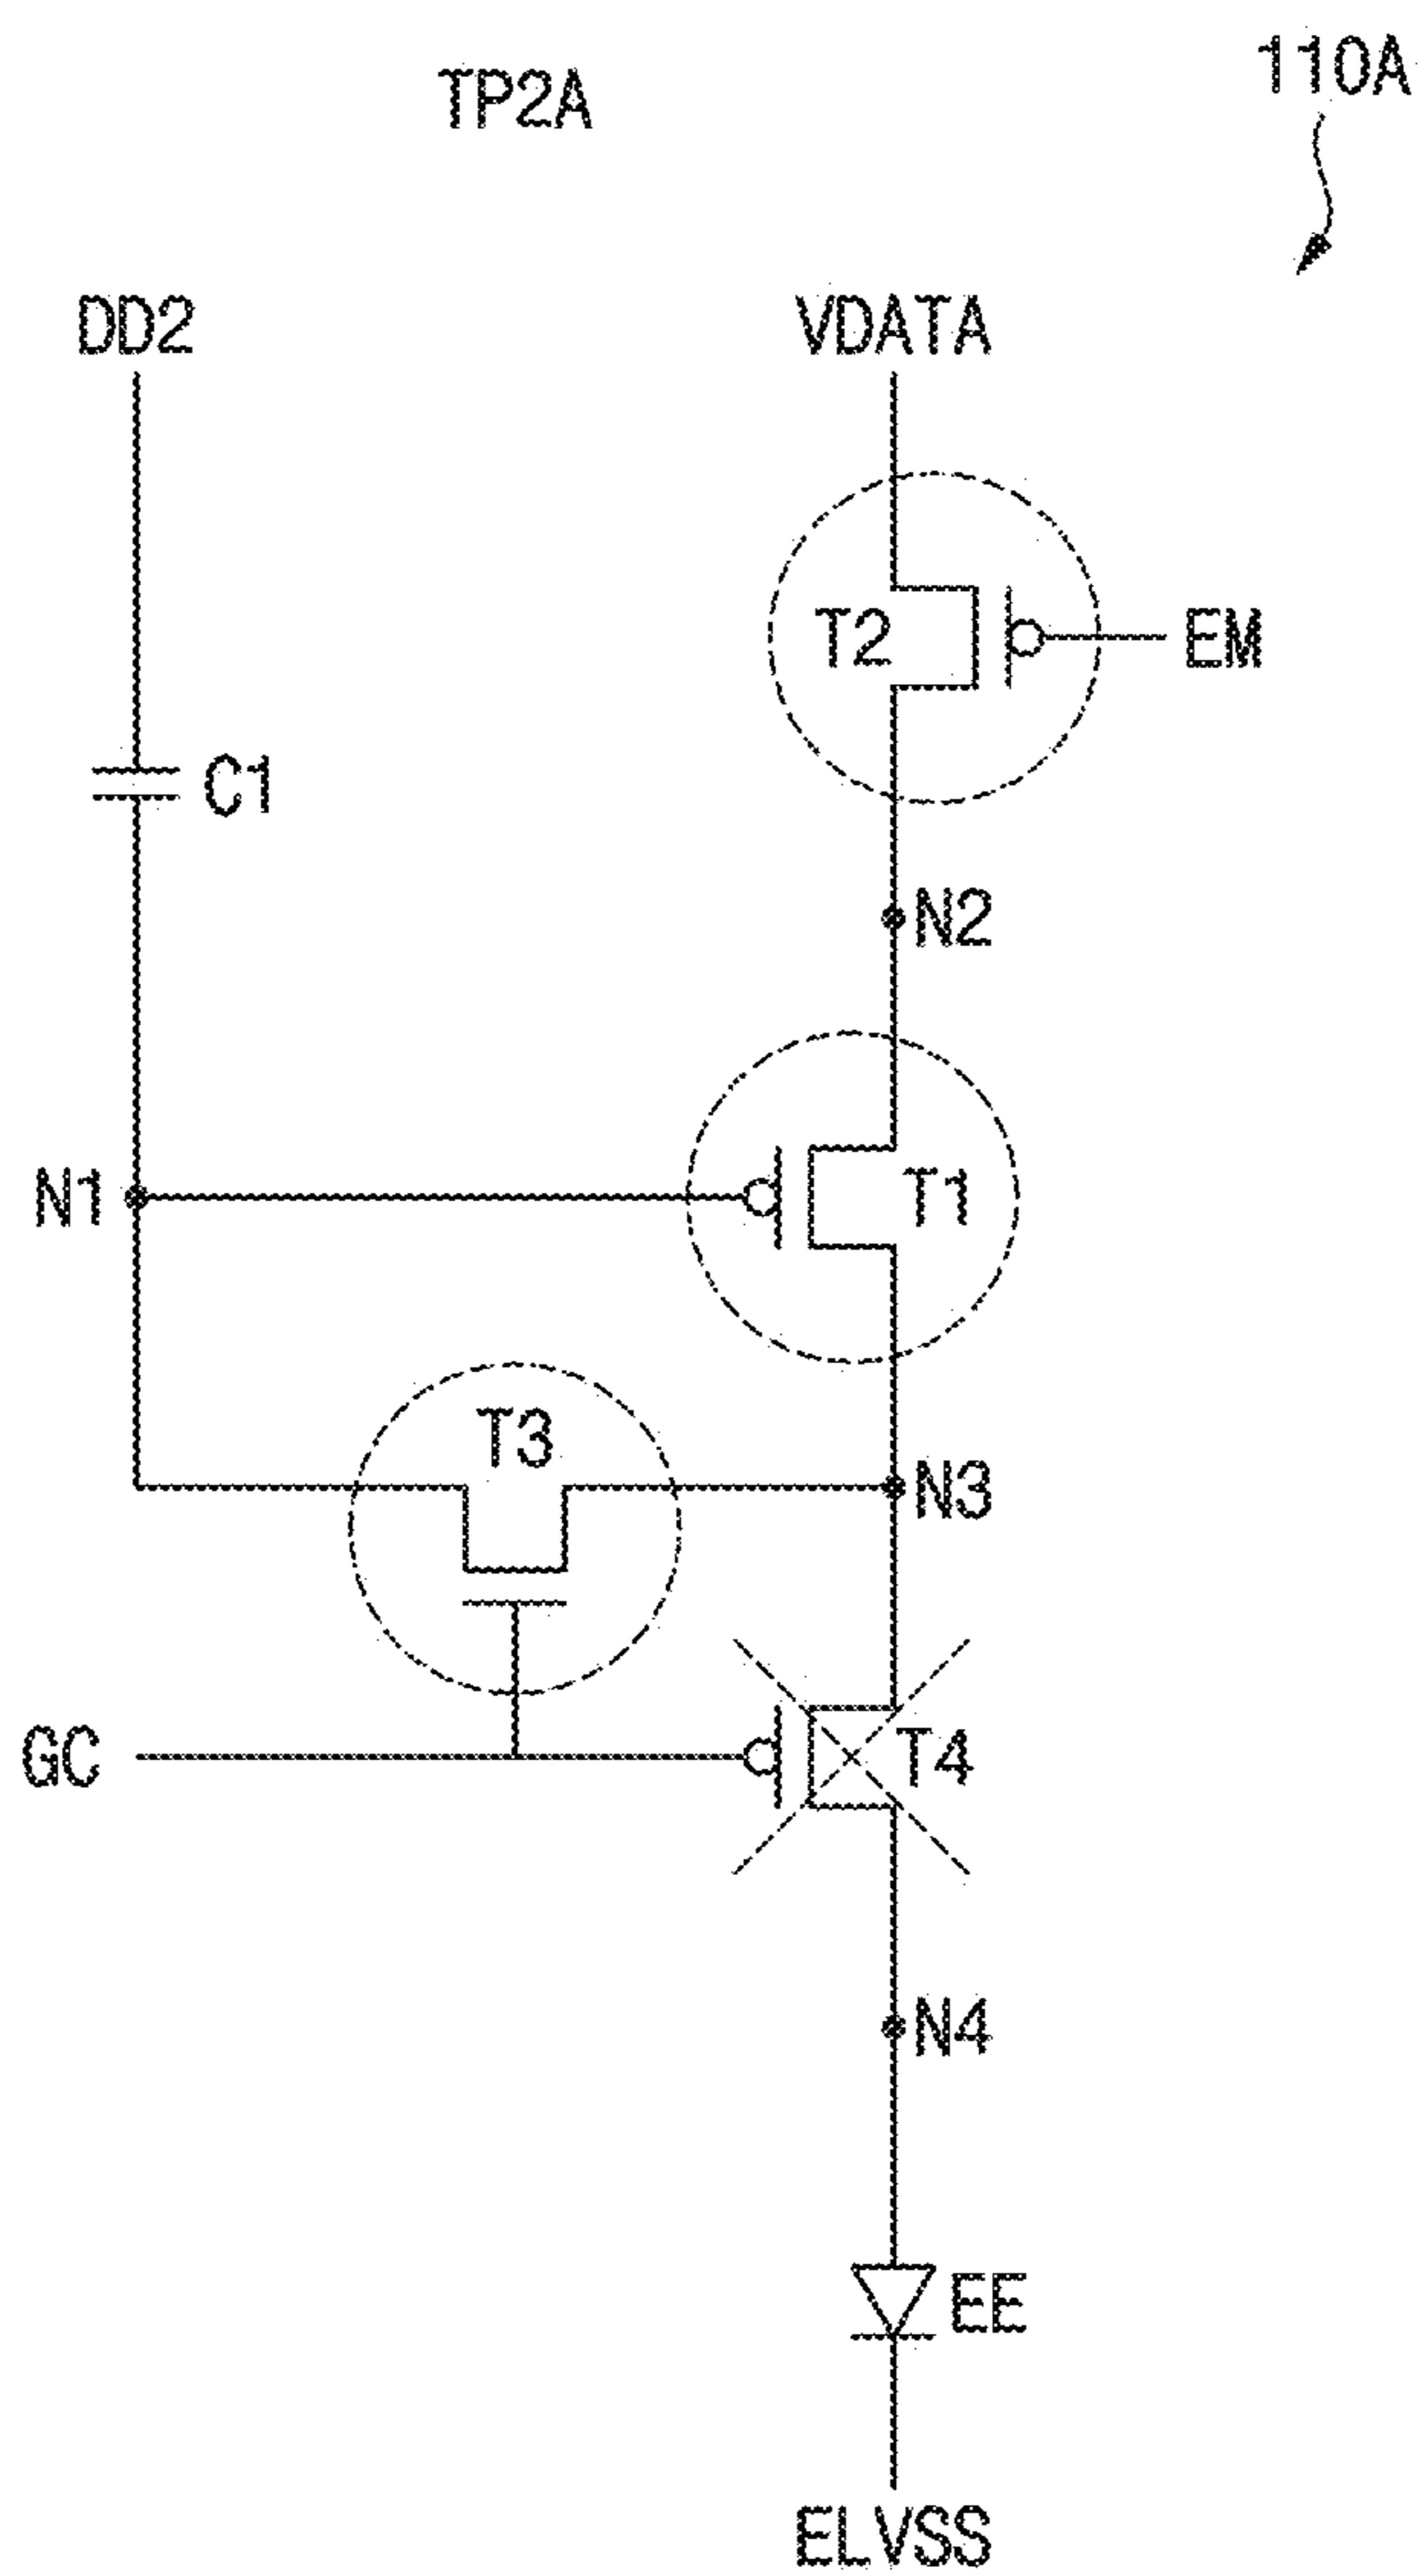 TP2A
110A
DD2
VDATA
T2
EM
C1
N2
N1
T1
T3
N3
GC
T4
N4
EE
ELVSS